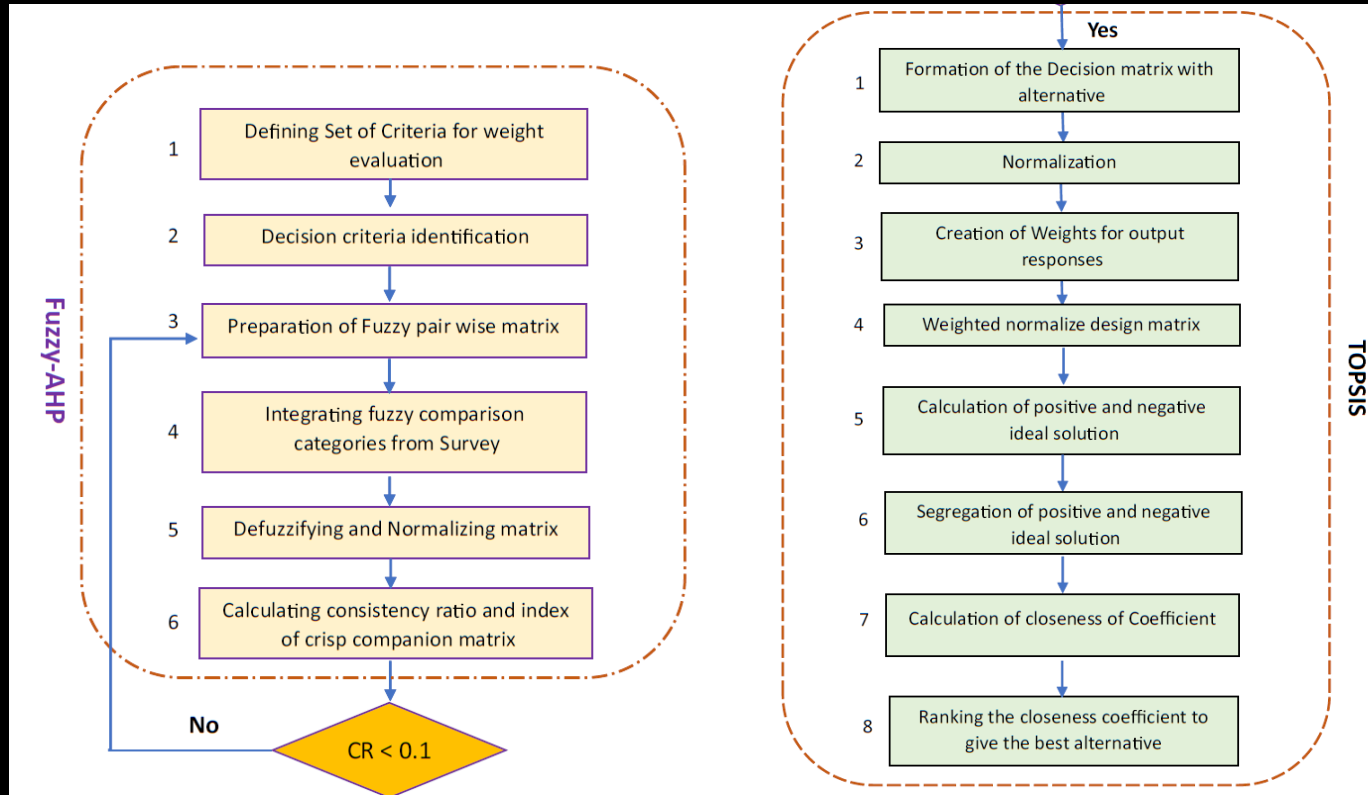 Fuzzy-AHP
1
Defining Set of Criteria for weight
evaluation
2
Decision criteria identification
3
Preparation of Fuzzy pair wise matrix
4
Integrating fuzzy comparison
categories from Survey
5
Defuzzifying and Normalizing matrix
6
Calculating consistency ratio and index
of crisp companion matrix
No
CR < 0.1
Yes
1
Formation of the Decision matrix with
alternative
2
Normalization
3
Creation of Weights for output
responses
4
Weighted normalize design matrix
5
Calculation of positive and negative
ideal solution
6
Segregation of positive and negative
ideal solution
7
Calculation of closeness of Coefficient
8
Ranking the closeness coefficient to
give the best alternative
TOPSIS